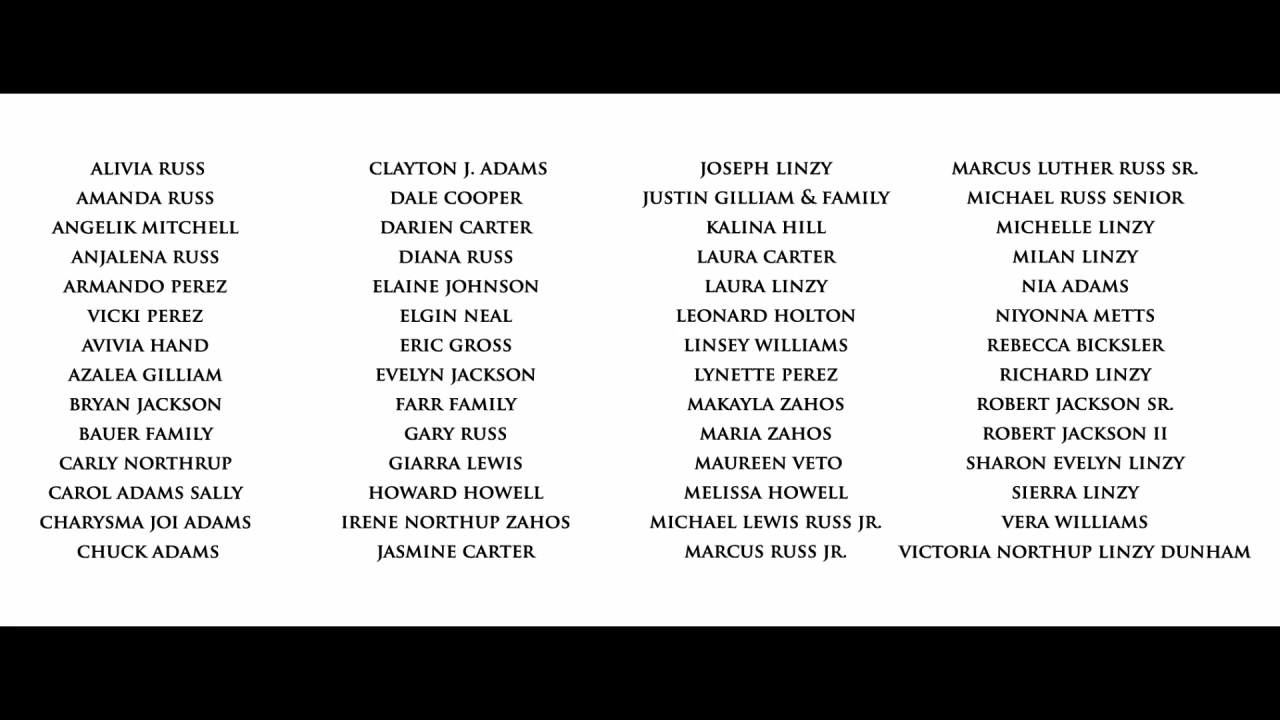 ALIVIA RUSS
AMANDA RUSS
ANGELIK MITCHELL
ANJALENA RUSS
ARMANDO PEREZ
VICKI PEREZ
AVIVIA HAND
AZALEA GILLIAM
BRYAN JACKSON
BAUER FAMILY
CARLY NORTHRUP
CAROL ADAMS SALLY
CHARYSMA JOI ADAMS
CHUCK ADAMS
CLAYTON J. ADAMS
DALE COOPER
DARIEN CARTER
DIANA RUSS
ELAINE JOHNSON
ELGIN NEAL
ERIC GROSS
EVELYN JACKSON
FARR FAMILY
GARY RUSS
GIARRA LEWIS
HOWARD HOWELL
IRENE NORTHUP ZAHOS
JASMINE CARTER
JOSEPH LINZY
JUSTIN GILLIAM & FAMILY
KALINA HILL
LAURA CARTER
LAURA LINZY
LEONARD HOLTON
LINSEY WILLIAMS
LYNETTE PEREZ
MAKAYLA ZAHOS
MARIA ZAHOS
MAUREEN VETO
MELISSA HOWELL
MICHAEL LEWIS RUSS JR.
MARCUS RUSS JR.
MARCUS LUTHER RUSS SR.
MICHAEL RUSS SENIOR
MICHELLE LINZY
MILAN LINZY
NIA ADAMS
NIYONNA METTS
REBECCA BICKSLER
RICHARD LINZY
ROBERT JACKSON SR.
ROBERT JACKSON II
SHARON EVELYN LINZY
SIERRA LINZY
VERA WILLIAMS
VICTORIA NORTHUP LINZY DUNHAM